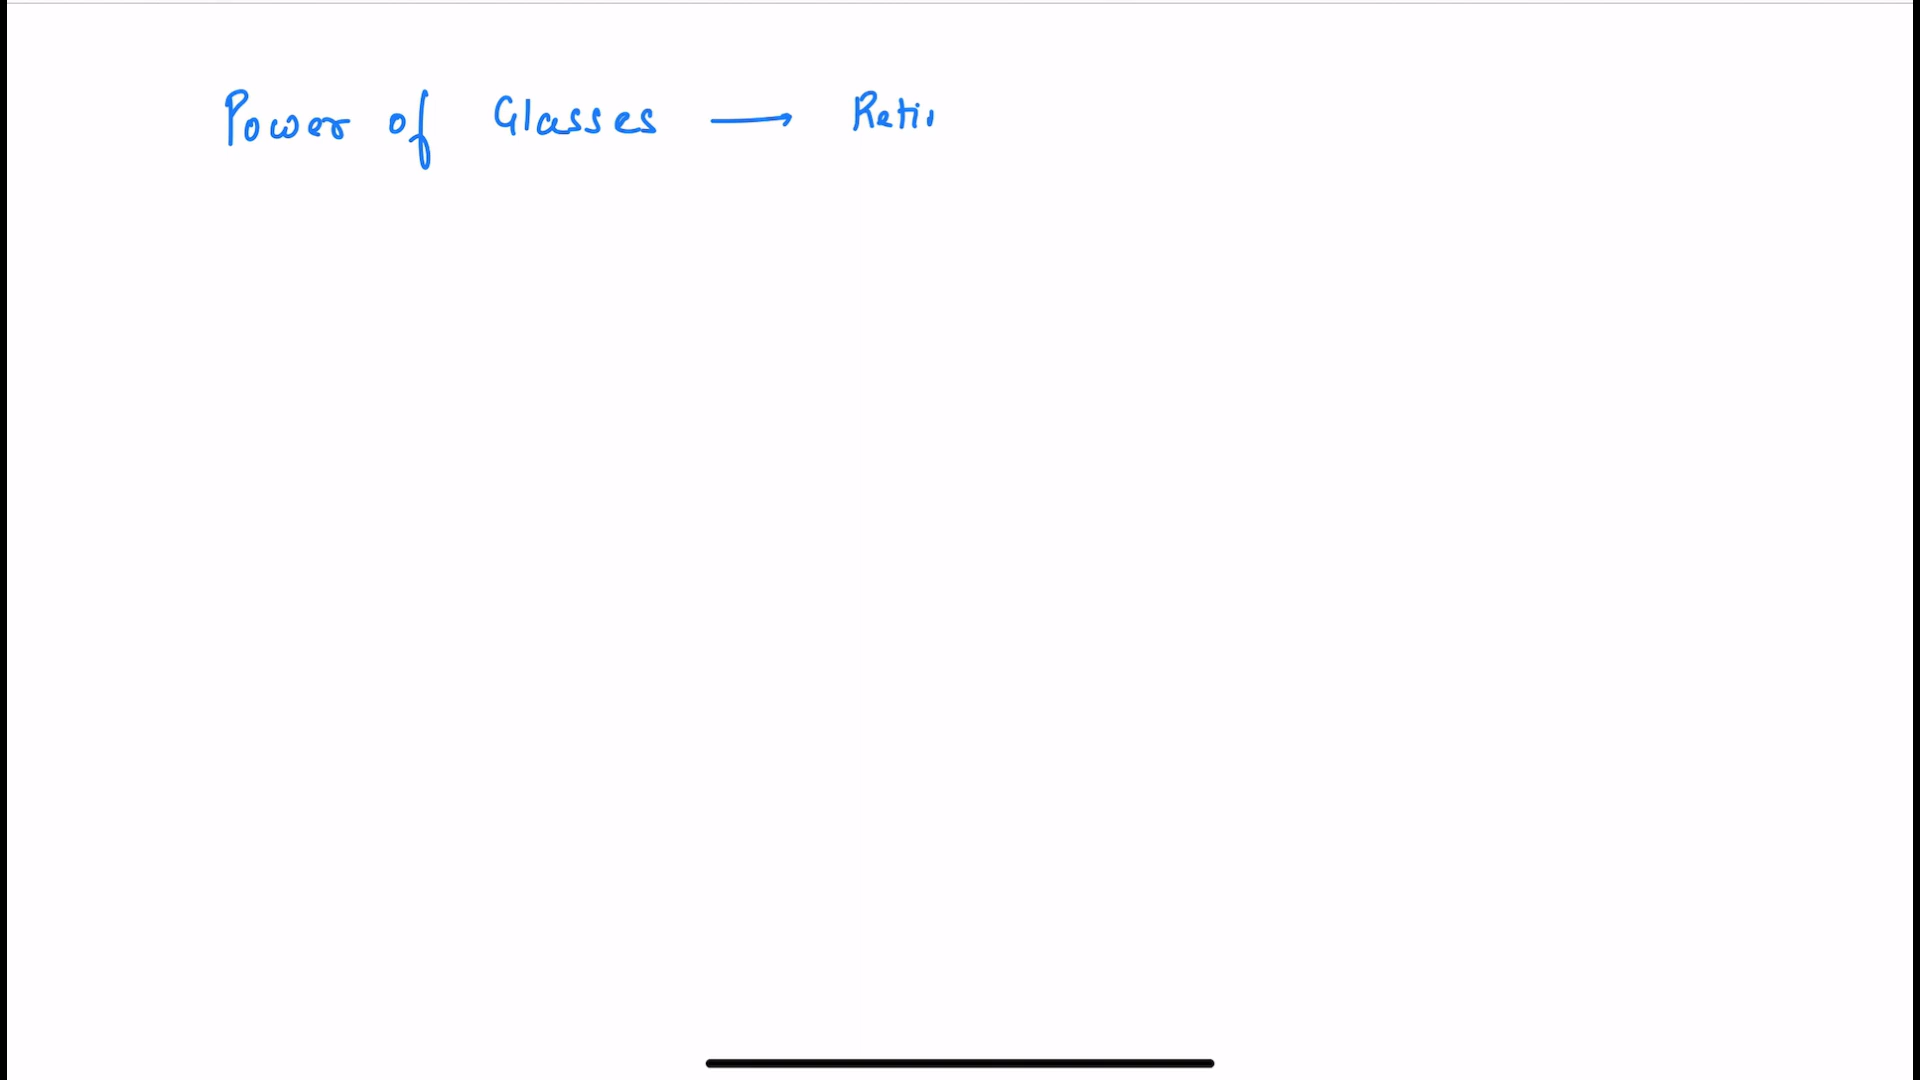 Power of Glasses → Reti